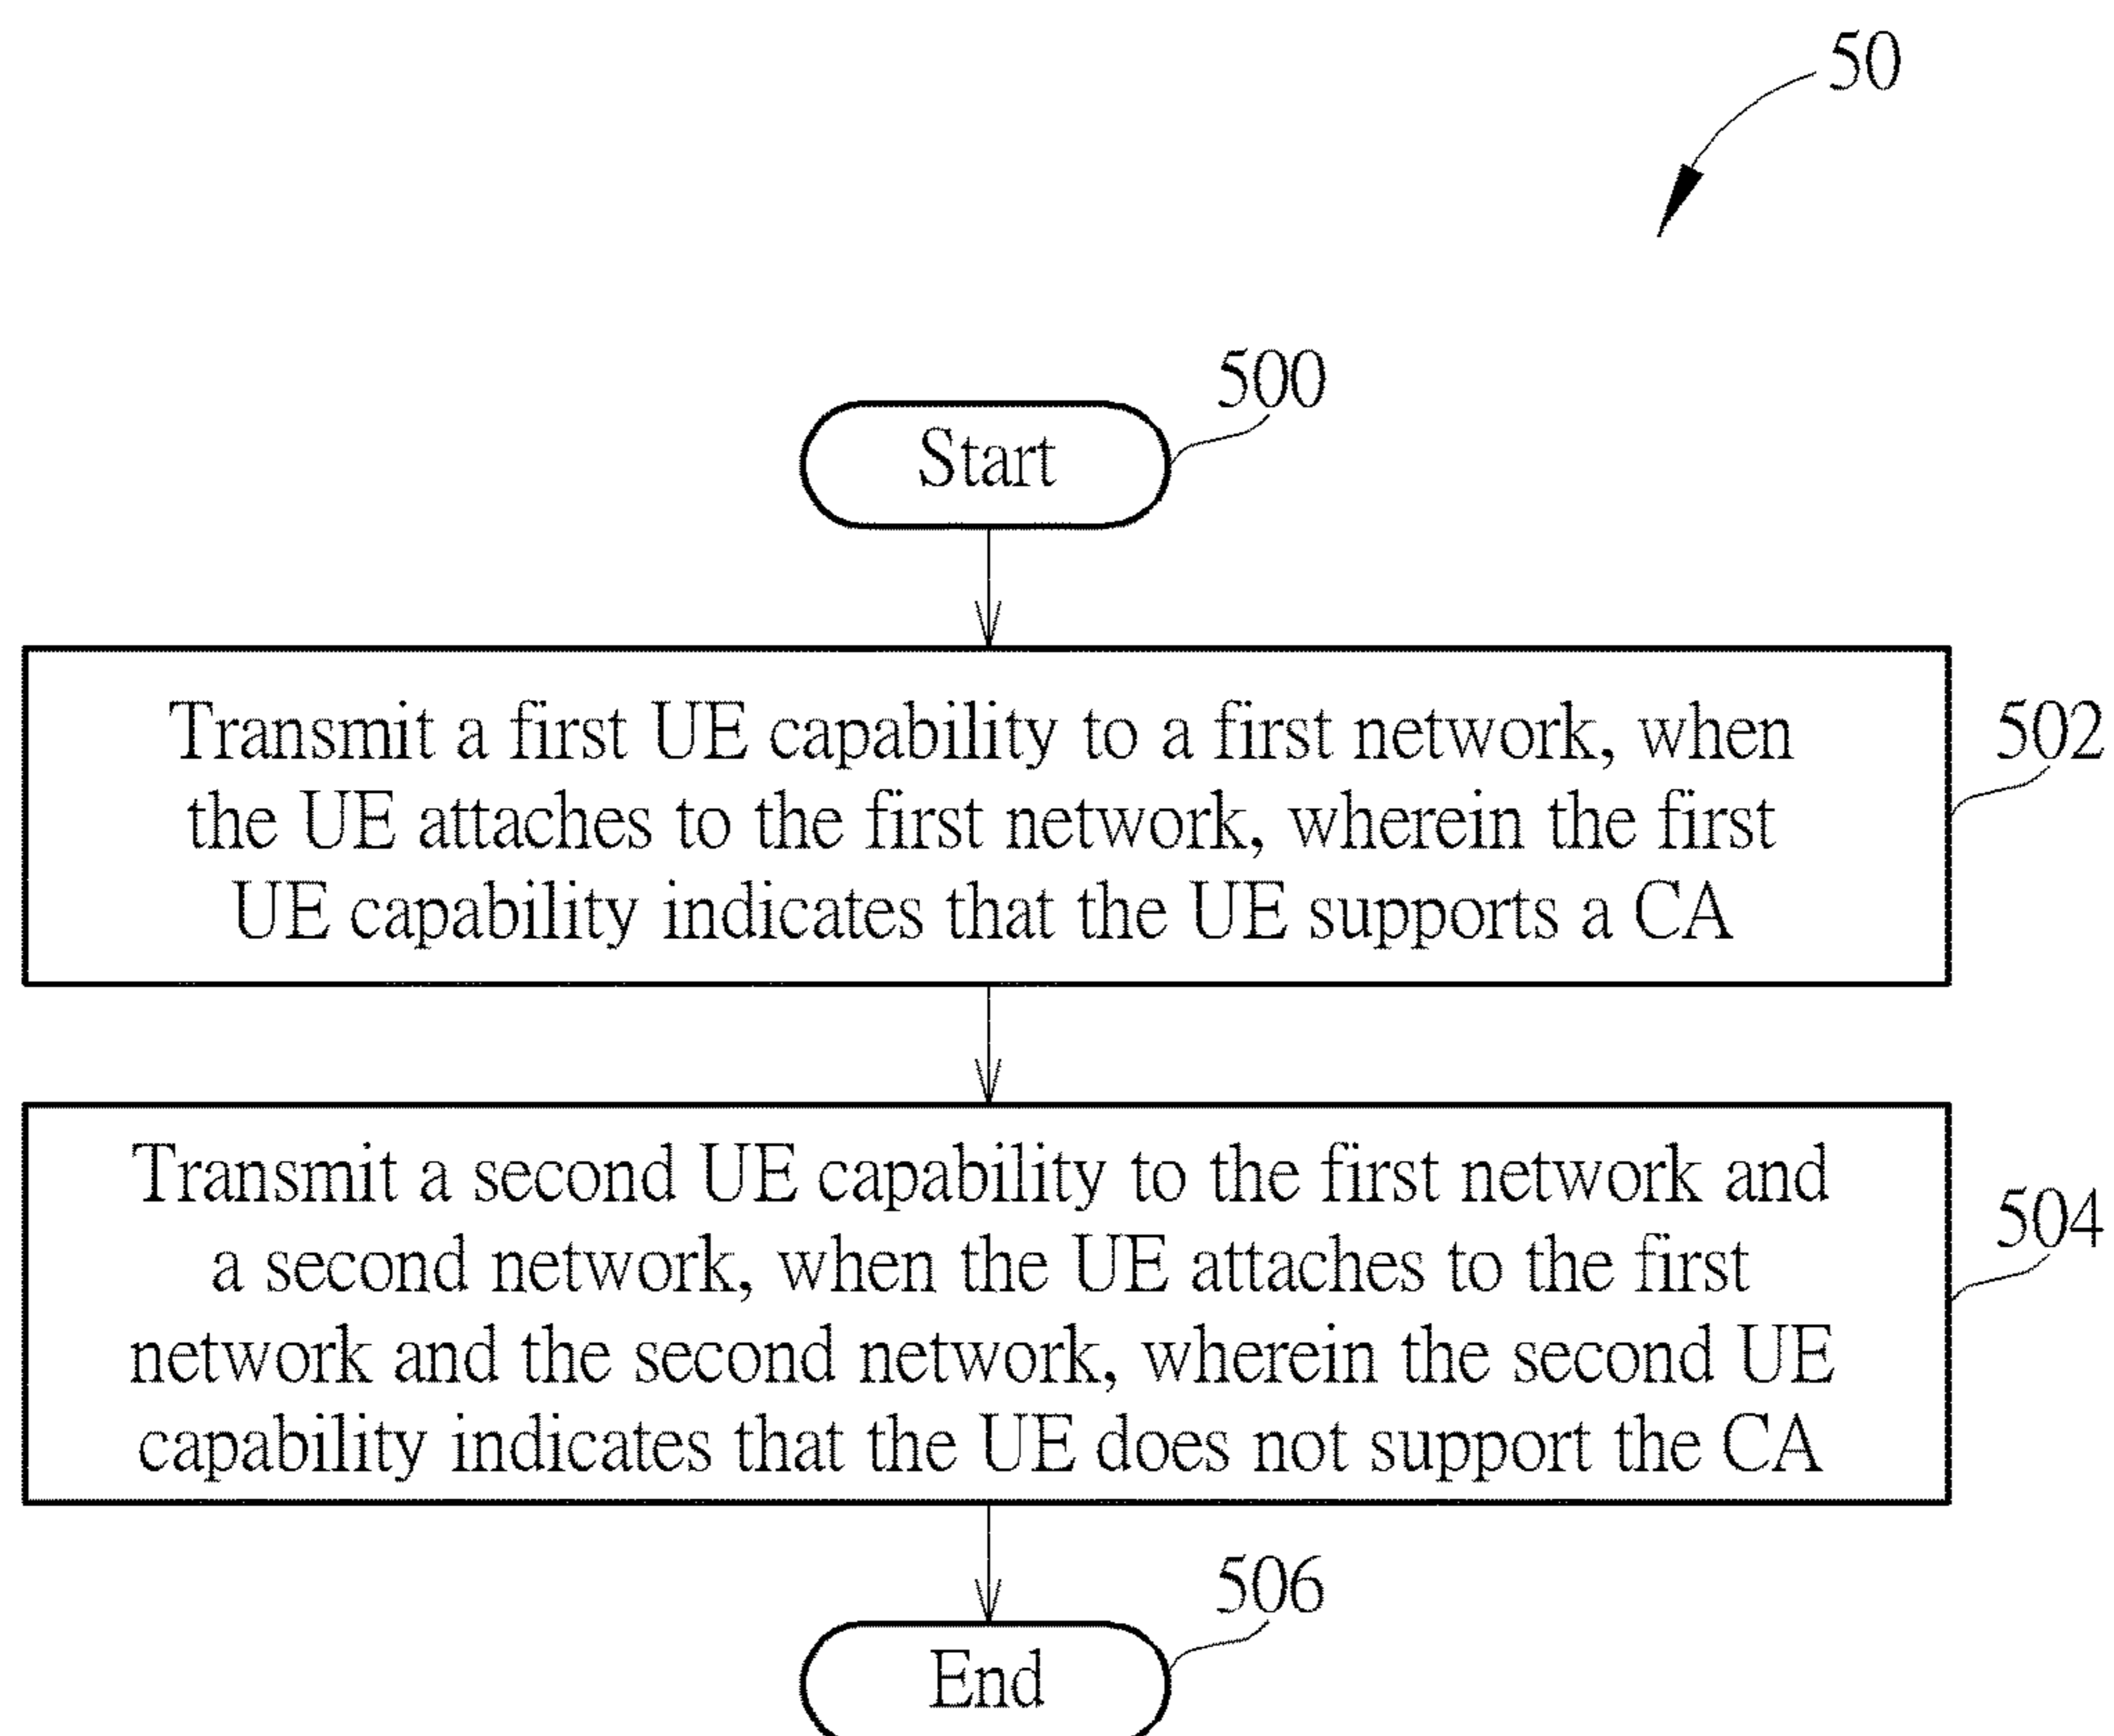 50
500
Start
Transmit a first UE capability to a first network, when
the UE attaches to the first network, wherein the first
UE capability indicates that the UE supports a CA
502
Transmit a second UE capability to the first network and
a second network, when the UE attaches to the first
network and the second network, wherein the second UE
capability indicates that the UE does not support the CA
504
506
End